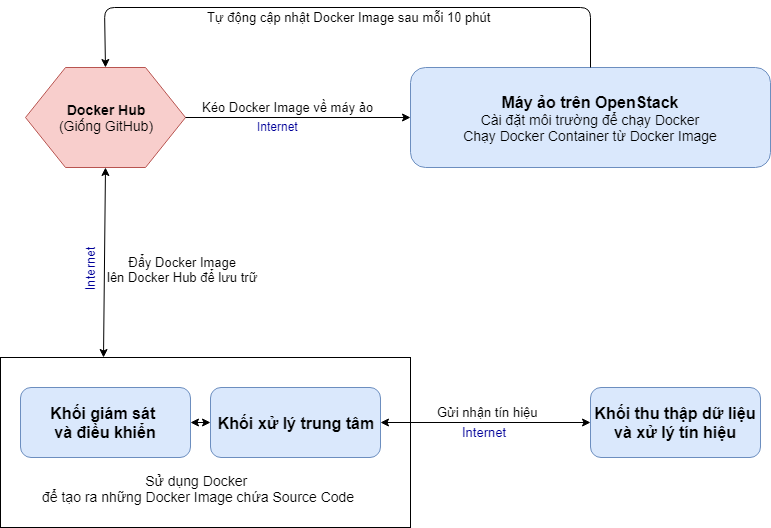 Tự động cập nhật Docker Image sau mỗi 10 phút
Docker Hub
(Giống GitHub)
Kéo Docker Image về máy ảo
Internet
Máy ảo trên OpenStack
Cài đặt môi trường để chạy Docker
Chạy Docker Container từ Docker Image
Internet
Đẩy Docker Image
lên Docker Hub để lưu trữ
Khối giám sát
và điều khiển
Khối xử lý trung tâm
Gửi nhận tín hiệu
Internet
Khối thu thập dữ liệu
và xử lý tín hiệu
Sử dụng Docker
để tạo ra những Docker Image chứa Source Code